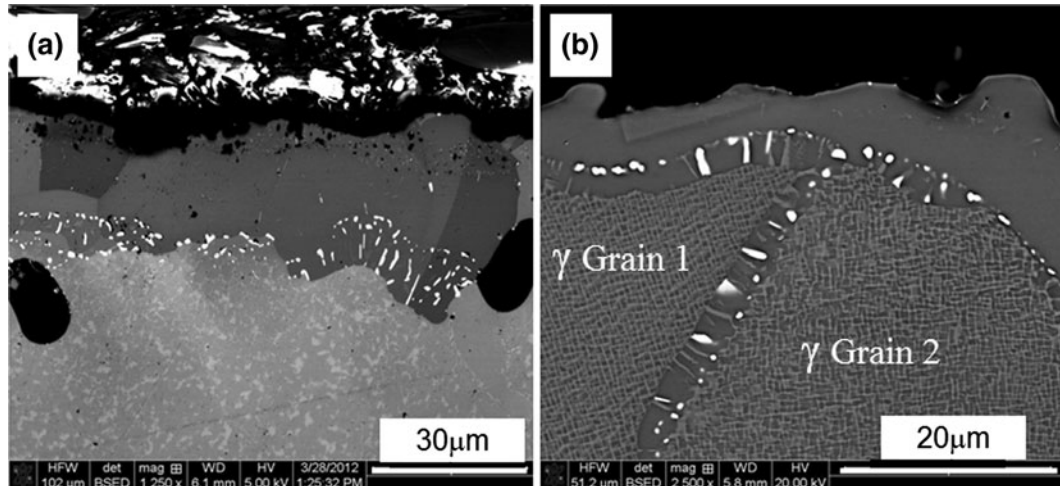 (a)
30μm
HFW det mag ⊞ WD HV 3/28/2012
102 μm BSED 1 250 x 6.1 mm 5.00 kV 1:25:32 PM
(b)
γ Grain 1
γ Grain 2
20μm
HFW det mag ⊞ WD HV
51.2 μm BSED 2 500 x 5.8 mm 20.00 kV